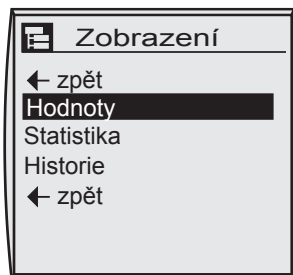 Zobrazení
← zpět
Hodnoty
Statistika
Historie
← zpět